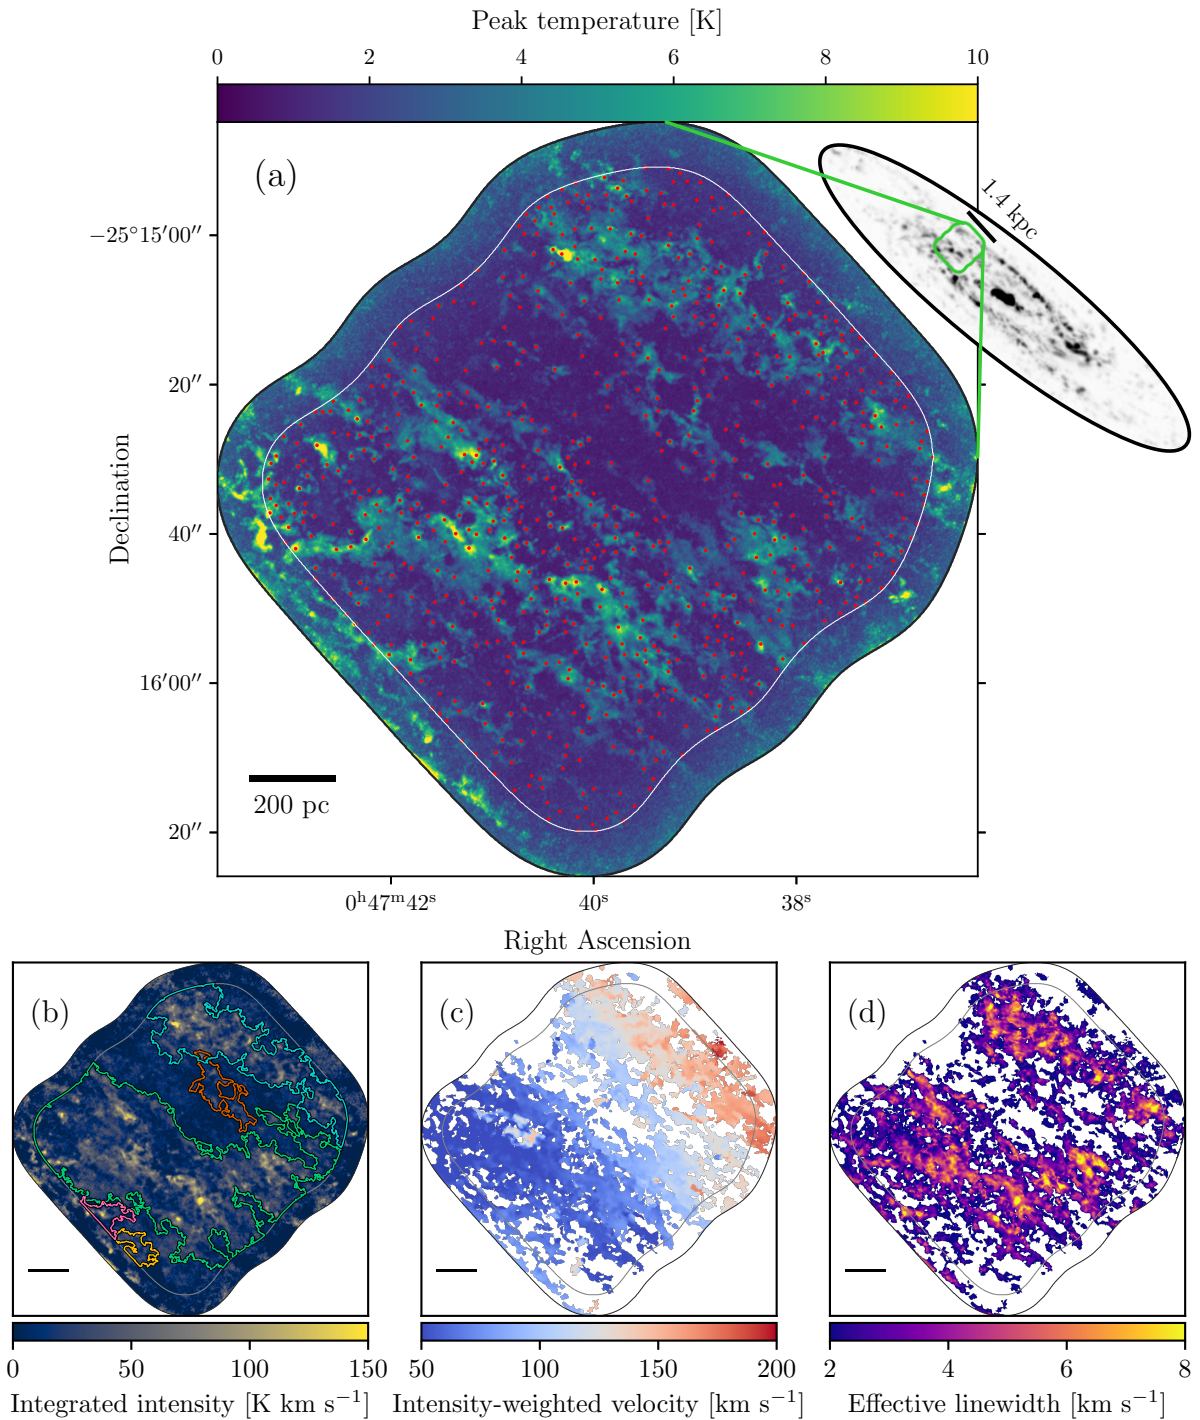 Peak temperature [K]
0 2 4 6 8 10
(a)
1.4 kpc
−25°15′00″
20″
40″
16′00″
20″
Declination
200 pc
0ʰ47ᵐ42ˢ 40ˢ 38ˢ
Right Ascension
(b) (c) (d)
0 50 100 150
Integrated intensity [K km s⁻¹]
50 100 150 200
Intensity-weighted velocity [km s⁻¹]
2 4 6 8
Effective linewidth [km s⁻¹]